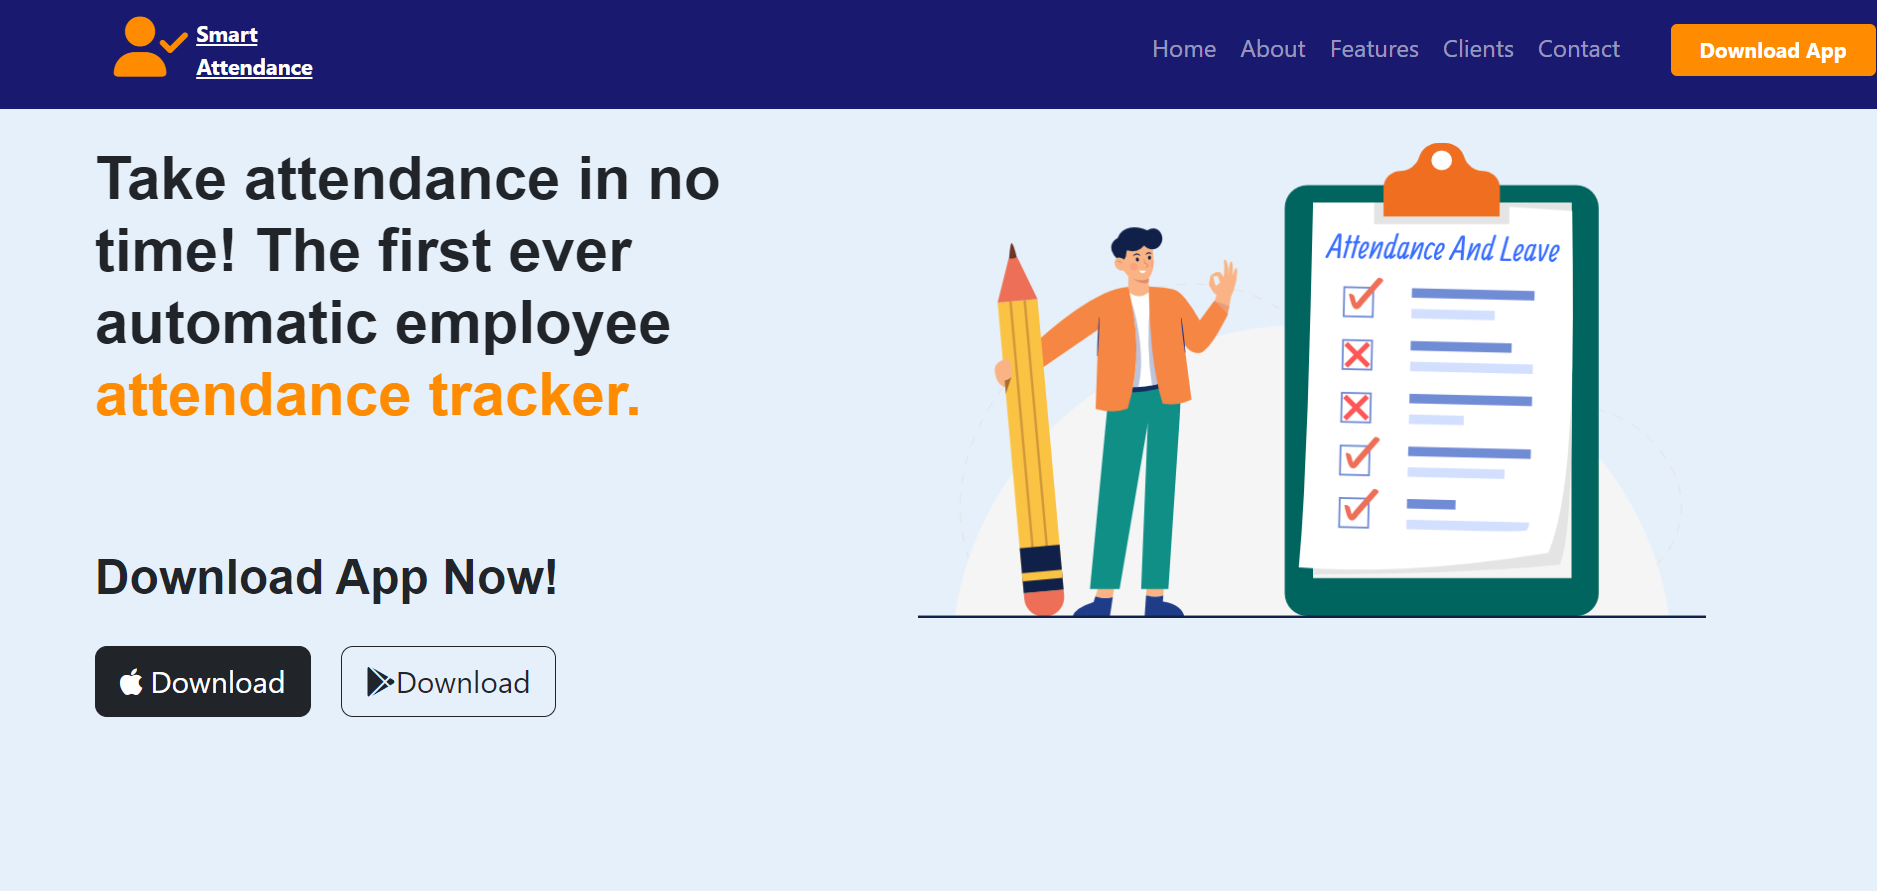 Smart
Attendance
Home About Features Clients Contact
Download App
Take attendance in no
time! The first ever
automatic employee
attendance tracker.
Attendance And Leave
Download App Now!
Download
Download